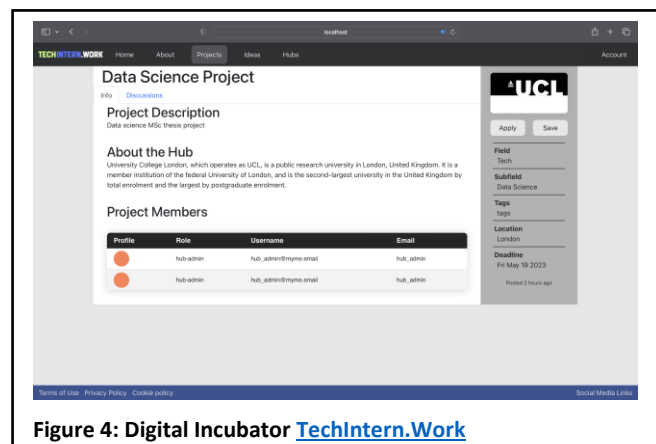 localhost
TECHINTERN.WORK Home About Projects Ideas Hubs Account
Data Science Project
Info Discussions
Project Description
Data science MSc thesis project
About the Hub
University College London, which operates as UCL, is a public research university in London, United Kingdom. It is a
member institution of the federal University of London, and is the second-largest university in the United Kingdom by
total enrolment and the largest by postgraduate enrolment.
Project Members
Profile Role Username Email
hub-admin hub_admin@myme.email hub_admin
hub-admin hub_admin@myme.email hub_admin
UCL
Apply Save
Field
Tech
Subfield
Data Science
Tags
tags
Location
London
Deadline
Fri May 19 2023
Posted 2 hours ago
Terms of Use Privacy Policy Cookie policy Social Media Links
Figure 4: Digital Incubator TechIntern.Work